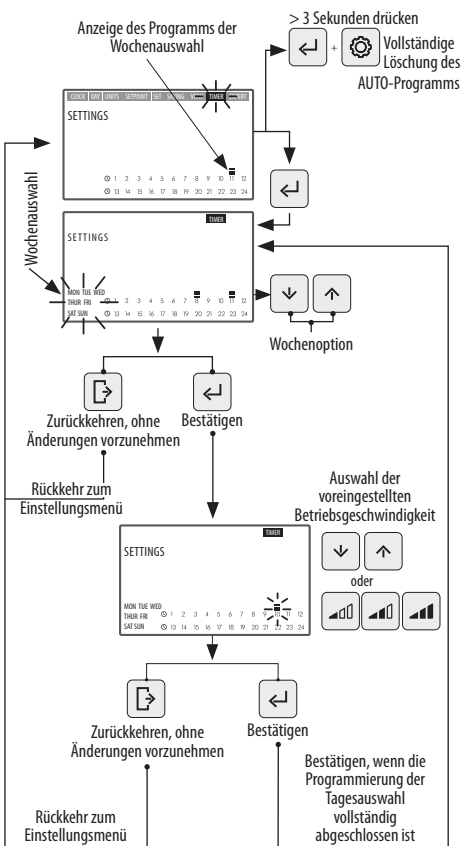 > 3 Sekunden drücken
Anzeige des Programms der
Wochenauswahl
+
Vollständige
Löschung des
AUTO-Programms
CLOCK DAY UNITS SETPOINT SET TIMER
SETTINGS
1 2 3 4 5 6 7 8 9 10 11 12
13 14 15 16 17 18 19 20 21 22 23 24
Wochenauswahl
TIMER
SETTINGS
MON TUE WED
THUR FRI 1 2 3 4 5 6 7 8 9 10 11 12
SAT SUN 13 14 15 16 17 18 19 20 21 22 23 24
Wochenoption
Zurückkehren, ohne
Änderungen vorzunehmen
Bestätigen
Rückkehr zum
Einstellungsmenü
Auswahl der
voreingestellten
Betriebsgeschwindigkeit
oder
TIMER
SETTINGS
MON TUE WED
THUR FRI 1 2 3 4 5 6 7 8 9 10 11 12
SAT SUN 13 14 15 16 17 18 19 20 21 22 23 24
Zurückkehren, ohne
Änderungen vorzunehmen
Bestätigen
Rückkehr zum
Einstellungsmenü
Bestätigen, wenn die
Programmierung der
Tagesauswahl
vollständig
abgeschlossen ist